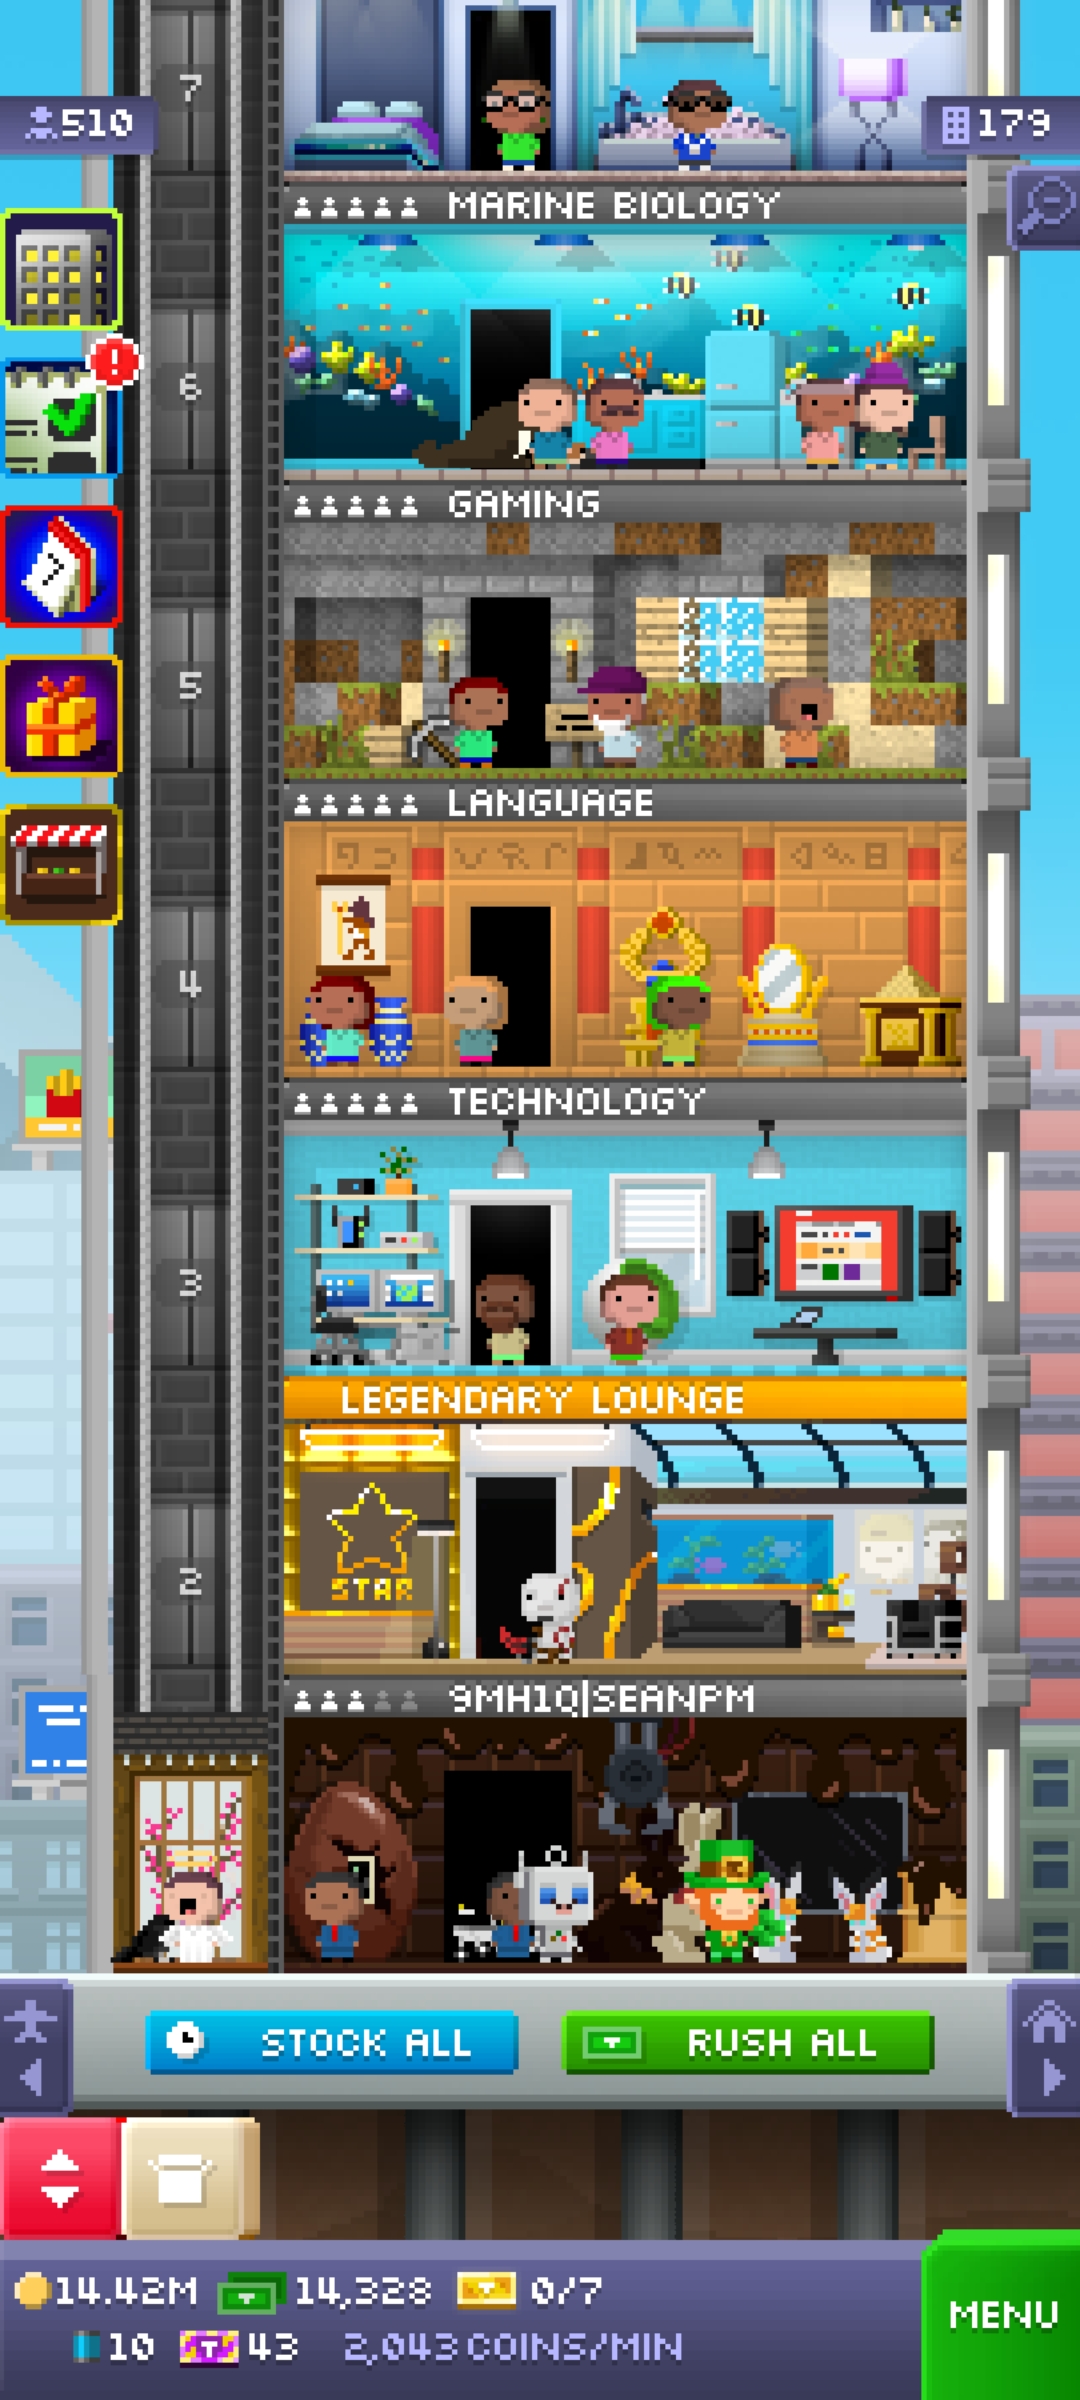 7
510
179
MARINE BIOLOGY
6
GAMING
5
LANGUAGE
4
TECHNOLOGY
3
LEGENDARY LOUNGE
STAR
2
9MH1Q|SEANPM
STOCK ALL
RUSH ALL
14.42M
14,328
0/7
MENU
10
43
2,043 COINS/MIN